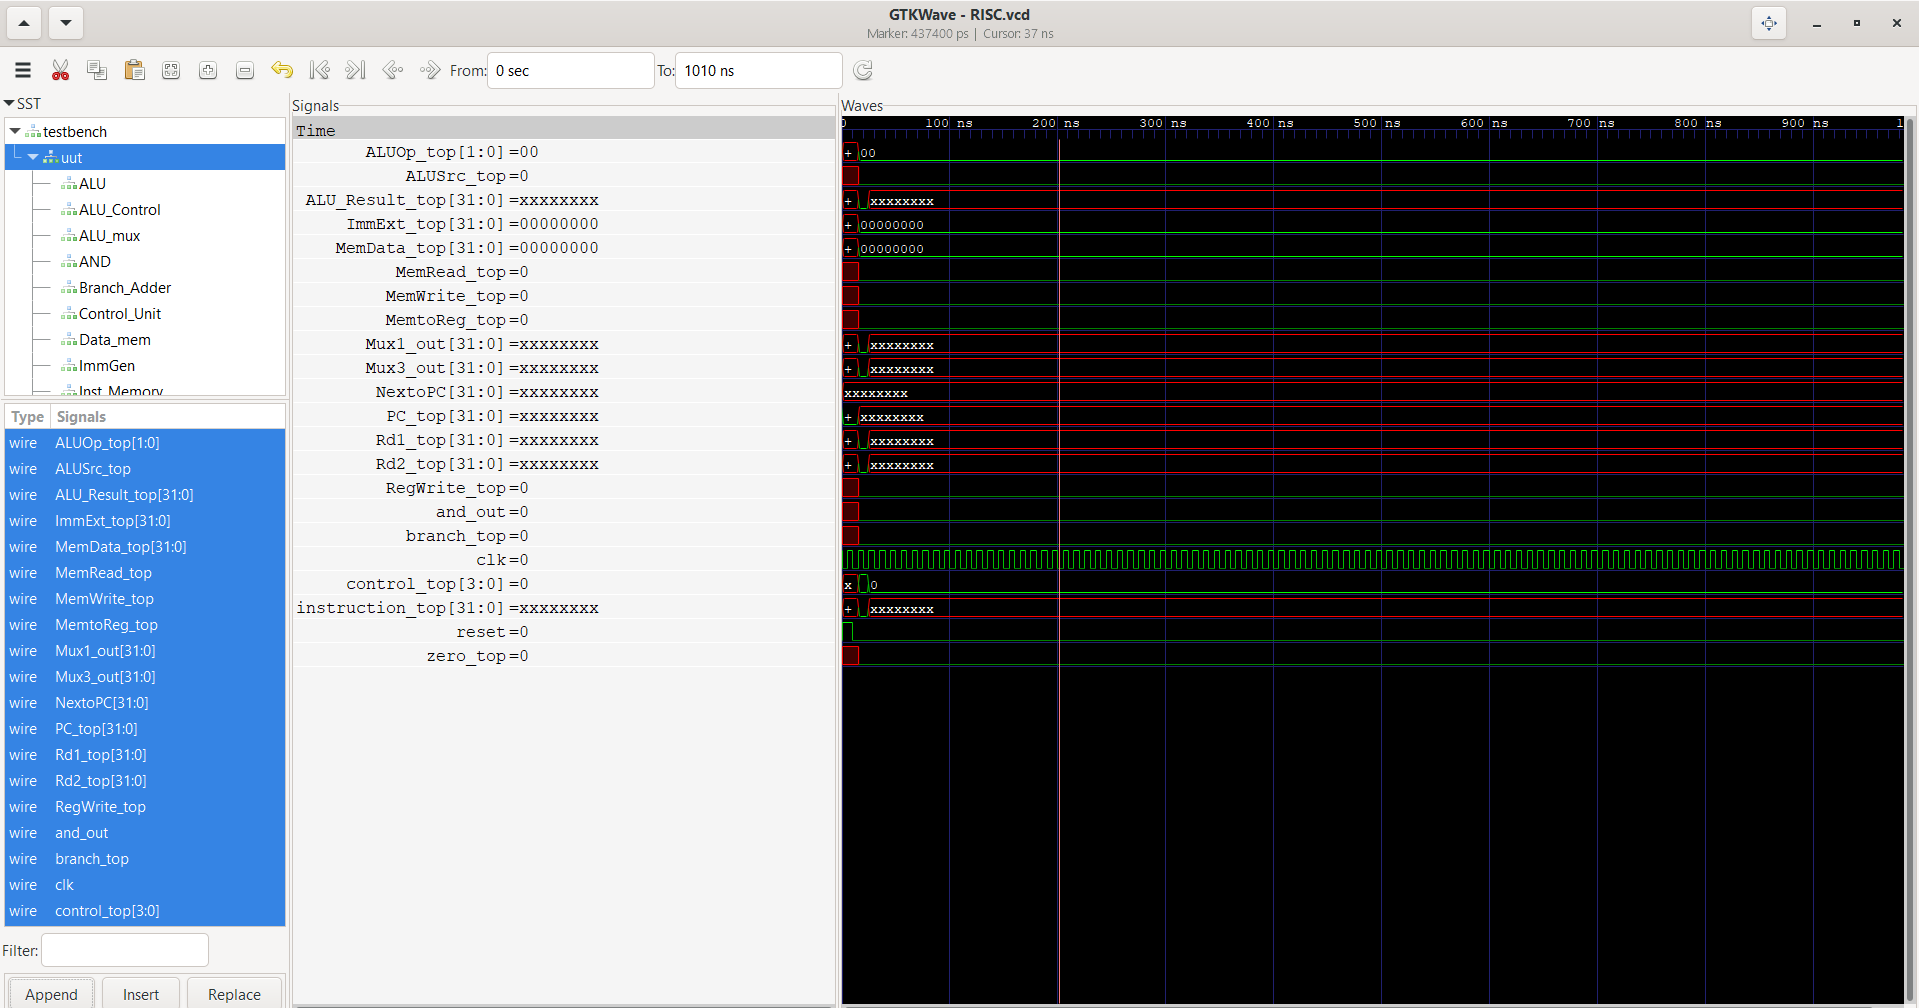 GTKWave - RISC.vcd
Marker: 437400 ps | Cursor: 37 ns
From: 0 sec To: 1010 ns
SST
testbench
uut
ALU
ALU_Control
ALU_mux
AND
Branch_Adder
Control_Unit
Data_mem
ImmGen
Inst_Memory
Type Signals
wire ALUOp_top[1:0]
wire ALUSrc_top
wire ALU_Result_top[31:0]
wire ImmExt_top[31:0]
wire MemData_top[31:0]
wire MemRead_top
wire MemWrite_top
wire MemtoReg_top
wire Mux1_out[31:0]
wire Mux3_out[31:0]
wire NextoPC[31:0]
wire PC_top[31:0]
wire Rd1_top[31:0]
wire Rd2_top[31:0]
wire RegWrite_top
wire and_out
wire branch_top
wire clk
wire control_top[3:0]
Filter:
Append Insert Replace
Signals
Time
ALUOp_top[1:0] =00
ALUSrc_top=0
ALU_Result_top[31:0] =xxxxxxxx
ImmExt_top[31:0] =00000000
MemData_top[31:0] =00000000
MemRead_top=0
MemWrite_top=0
MemtoReg_top=0
Mux1_out[31:0] =xxxxxxxx
Mux3_out[31:0] =xxxxxxxx
NextoPC[31:0] =xxxxxxxx
PC_top[31:0] =xxxxxxxx
Rd1_top[31:0] =xxxxxxxx
Rd2_top[31:0] =xxxxxxxx
RegWrite_top=0
and_out=0
branch_top=0
clk=0
control_top[3:0] =0
instruction_top[31:0] =xxxxxxxx
reset=0
zero_top=0
Waves
0 100 ns 200 ns 300 ns 400 ns 500 ns 600 ns 700 ns 800 ns 900 ns 1
+ 00
+ xxxxxxxx
+ 00000000
+ 00000000
+ xxxxxxxx
+ xxxxxxxx
xxxxxxxx
+ xxxxxxxx
+ xxxxxxxx
+ xxxxxxxx
x 0
+ xxxxxxxx